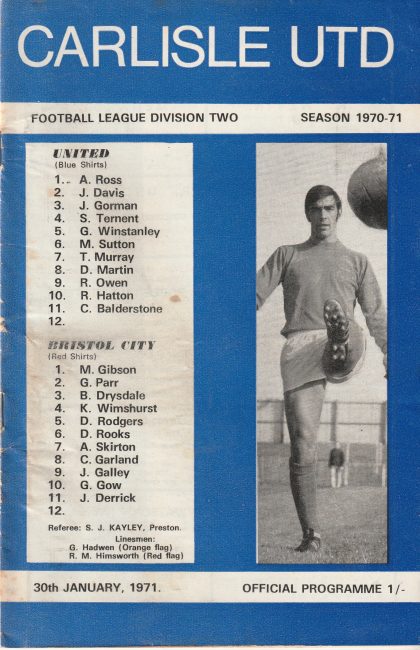 CARLISLE UTD
FOOTBALL LEAGUE DIVISION TWO SEASON 1970-71
UNITED
(Blue Shirts)
1. A. Ross
2. J. Davis
3. J. Gorman
4. S. Ternent
5. G. Winstanley
6. M. Sutton
7. T. Murray
8. D. Martin
9. R. Owen
10. R. Hatton
11. C. Balderstone
12.
BRISTOL CITY
(Red Shirts)
1. M. Gibson
2. G. Parr
3. B. Drysdale
4. K. Wimshurst
5. D. Rodgers
6. D. Rooks
7. A. Skirton
8. C. Garland
9. J. Galley
10. G. Gow
11. J. Derrick
12.
Referee: S. J. KAYLEY, Preston.
Linesmen:
G. Hadwen (Orange flag)
R. M. Himsworth (Red flag)
30th JANUARY, 1971. OFFICIAL PROGRAMME 1/-